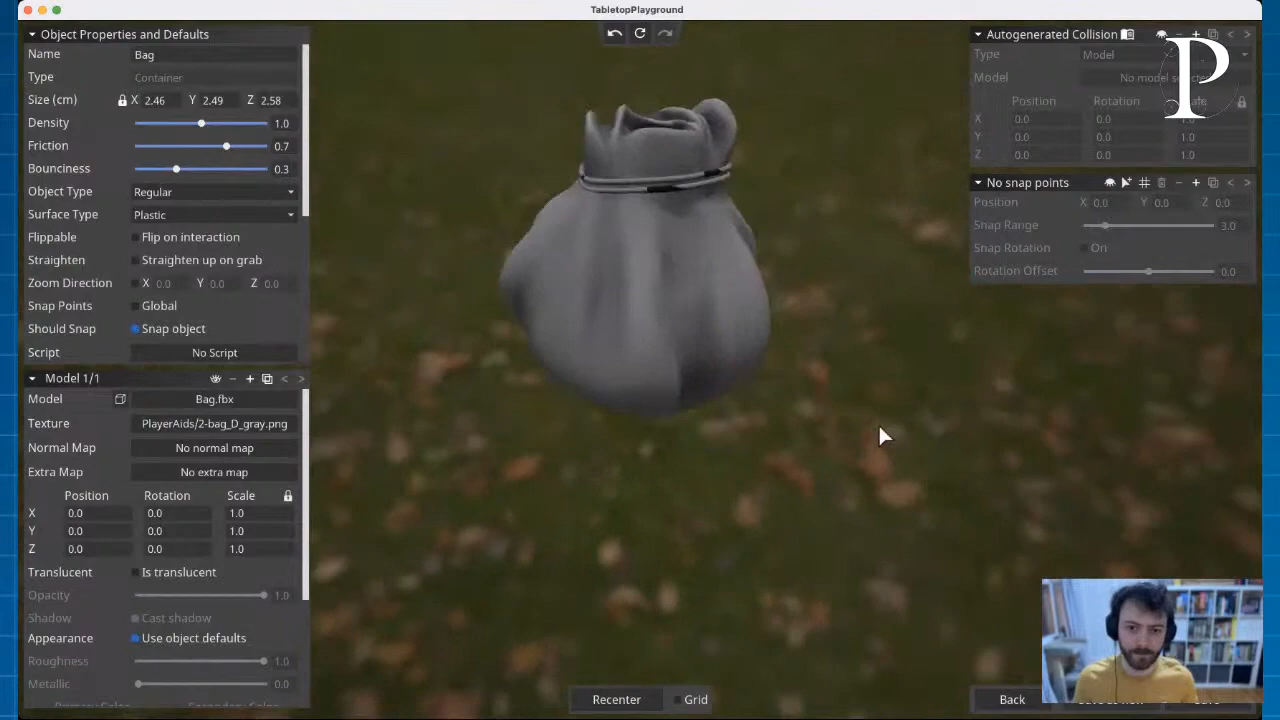 TabletopPlayground
Object Properties and Defaults
Name Bag
Type Container
Size (cm) X 2.46 Y 2.49 Z 2.58
Density 1.0
Friction 0.7
Bounciness 0.3
Object Type Regular
Surface Type Plastic
Flippable Flip on interaction
Straighten Straighten up on grab
Zoom Direction X 0.0 Y 0.0 Z 0.0
Snap Points Global
Should Snap Snap object
Script No Script
Model 1/1
Model Bag.fbx
Texture PlayerAids/2-bag_D_gray.png
Normal Map No normal map
Extra Map No extra map
Position Rotation Scale
X 0.0 0.0 1.0
Y 0.0 0.0 1.0
Z 0.0 0.0 1.0
Translucent Is translucent
Opacity 1.0
Shadow Cast shadow
Appearance Use object defaults
Roughness 1.0
Metallic 0.0
Autogenerated Collision
Type Model
Model No model selected
Position Rotation
X 0.0 0.0 1.0
Y 0.0 0.0 1.0
Z 0.0 0.0 1.0
P
No snap points
Position X 0.0 Y 0.0 Z 0.0
Snap Range 3.0
Snap Rotation On
Rotation Offset 0.0
Recenter Grid
Back